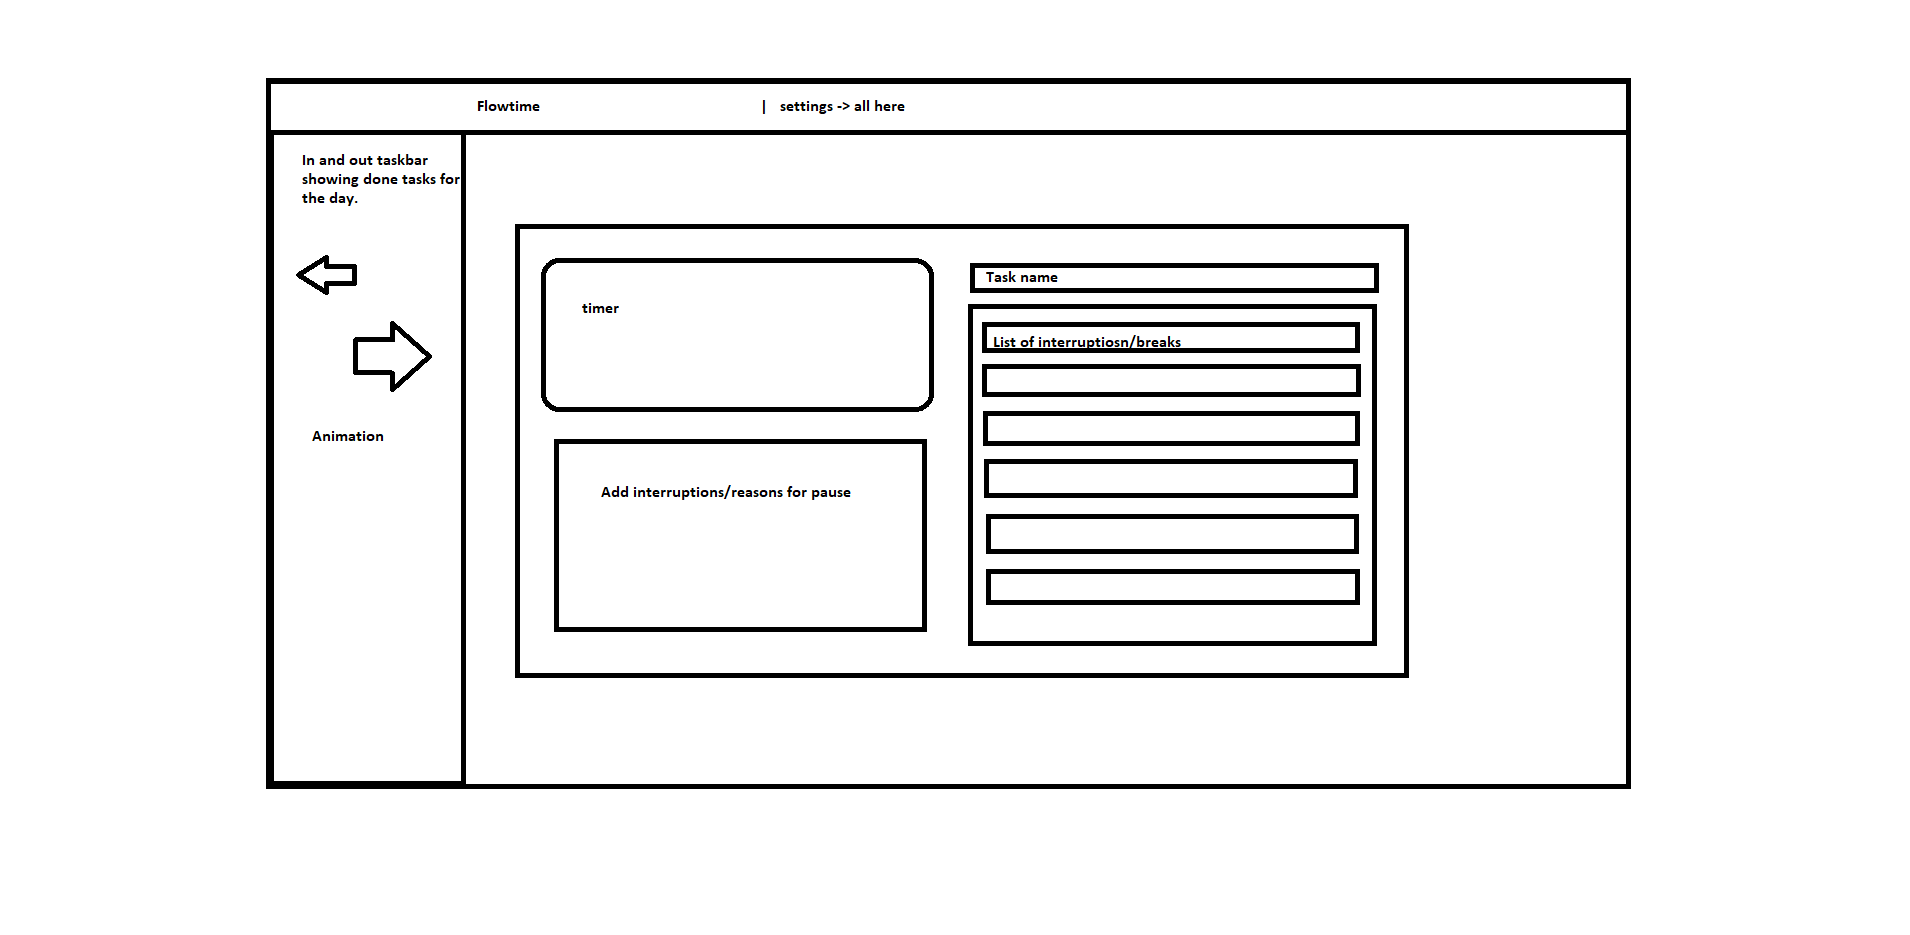 Flowtime | settings -> all here
In and out taskbar
showing done tasks for
the day.
Animation
timer
Add interruptions/reasons for pause
Task name
List of interruptiosn/breaks